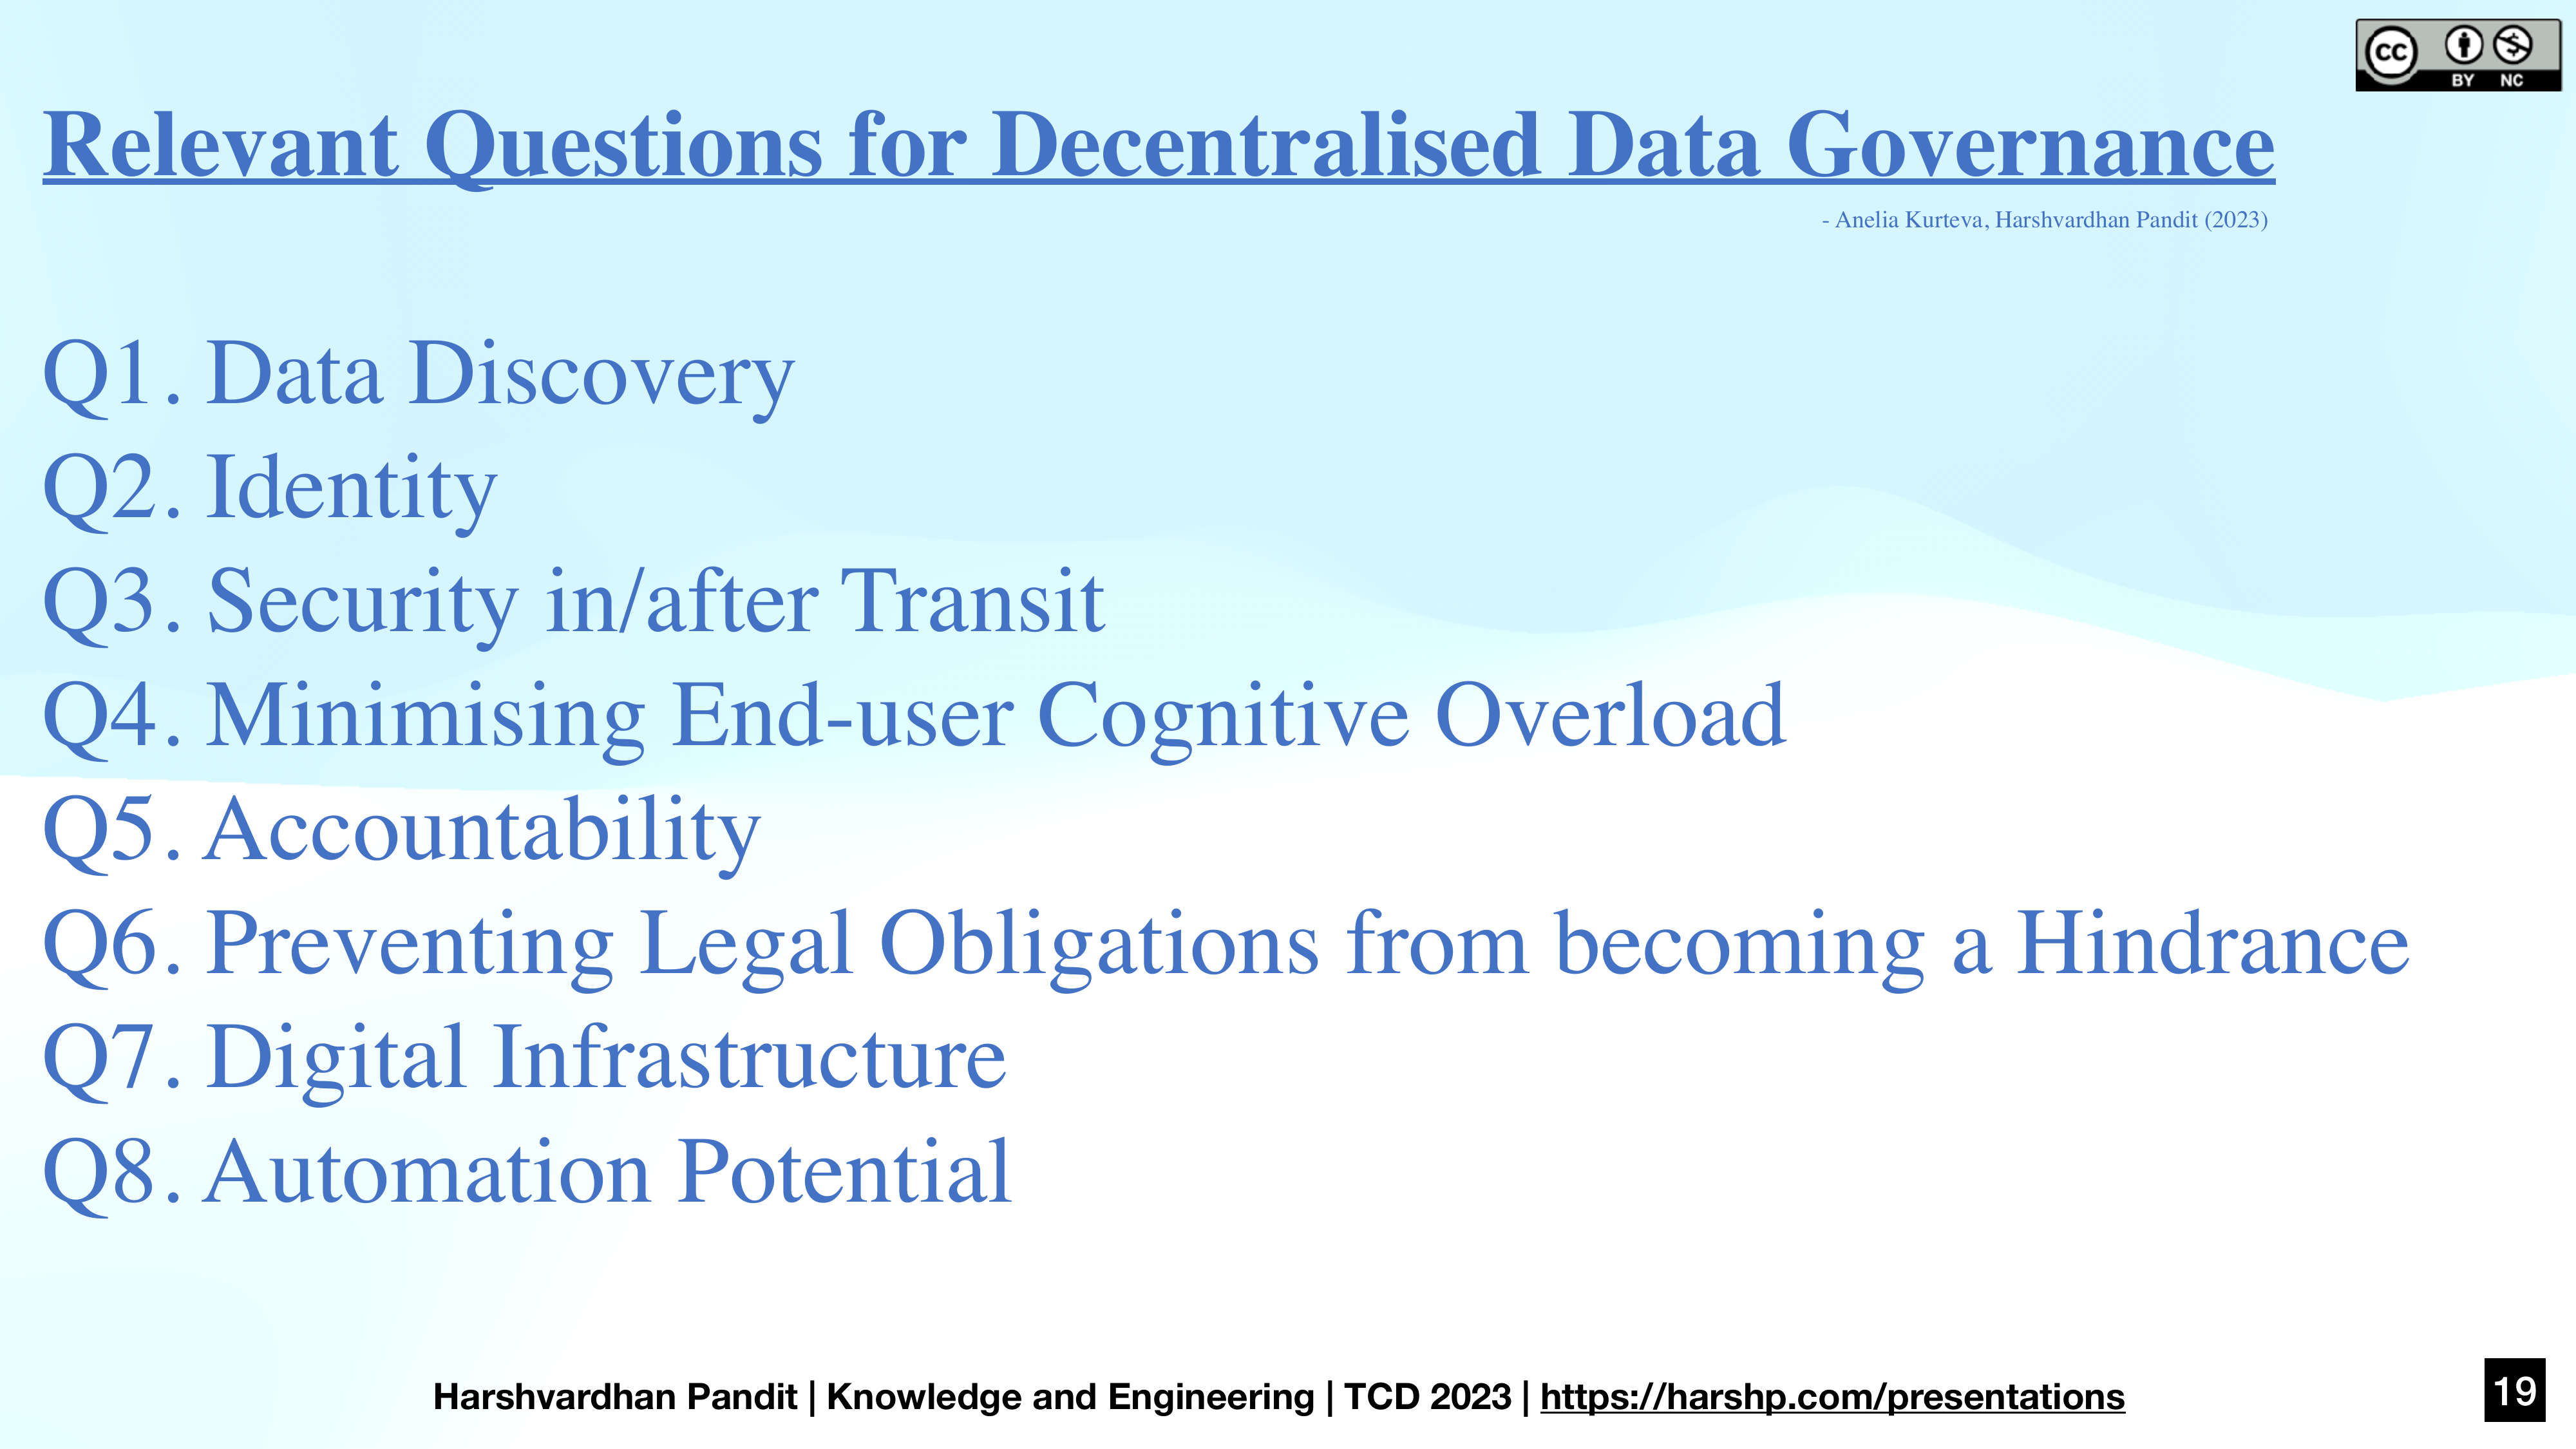 cc
BY NC
Relevant Questions for Decentralised Data Governance
- Anelia Kurteva, Harshvardhan Pandit (2023)
Q1. Data Discovery
Q2. Identity
Q3. Security in/after Transit
Q4. Minimising End-user Cognitive Overload
Q5. Accountability
Q6. Preventing Legal Obligations from becoming a Hindrance
Q7. Digital Infrastructure
Q8. Automation Potential
Harshvardhan Pandit | Knowledge and Engineering | TCD 2023 | https://harshp.com/presentations
19